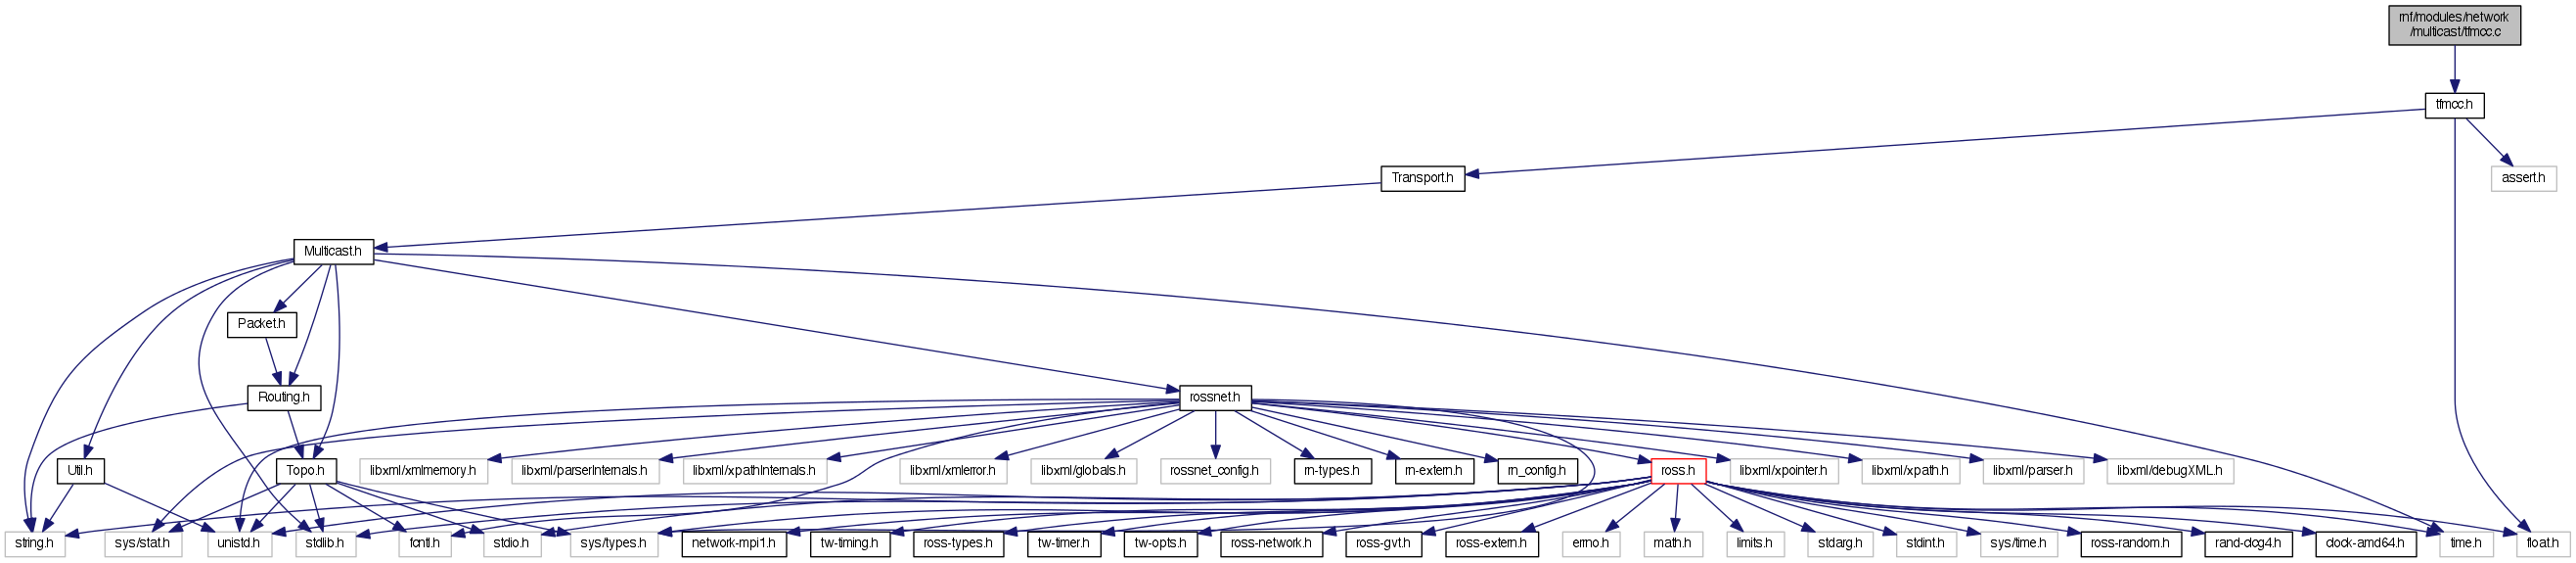 rnf/modules/network
/multicast/tfmcc.c
tfmcc.h
Transport.h
assert.h
Multicast.h
Packet.h
Routing.h
rossnet.h
Util.h
Topo.h
libxml/xmlmemory.h
libxml/parserInternals.h
libxml/xpathInternals.h
libxml/xmlerror.h
libxml/globals.h
rossnet_config.h
rn-types.h
rn-extern.h
rn_config.h
ross.h
libxml/xpointer.h
libxml/xpath.h
libxml/parser.h
libxml/debugXML.h
string.h
sys/stat.h
unistd.h
stdlib.h
fcntl.h
stdio.h
sys/types.h
network-mpi1.h
tw-timing.h
ross-types.h
tw-timer.h
tw-opts.h
ross-network.h
ross-gvt.h
ross-extern.h
errno.h
math.h
limits.h
stdarg.h
stdint.h
sys/time.h
ross-random.h
rand-clcg4.h
clock-amd64.h
time.h
float.h